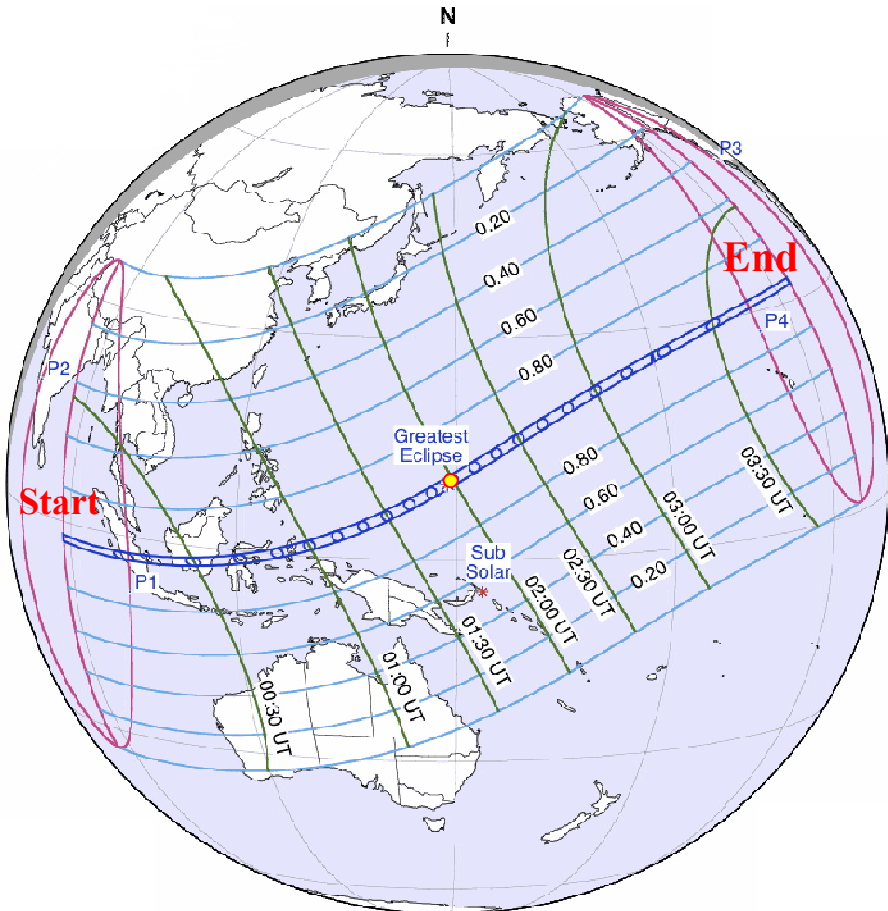 N
P3
0.20
End
0.40
0.60
P4
P2
0.80
Greatest
Eclipse
0.80
03:30 UT
Start
0.60
03:00 UT
0.40
Sub
Solar
02:30 UT
0.20
P1
02:00 UT
01:30 UT
01:00 UT
00:30 UT